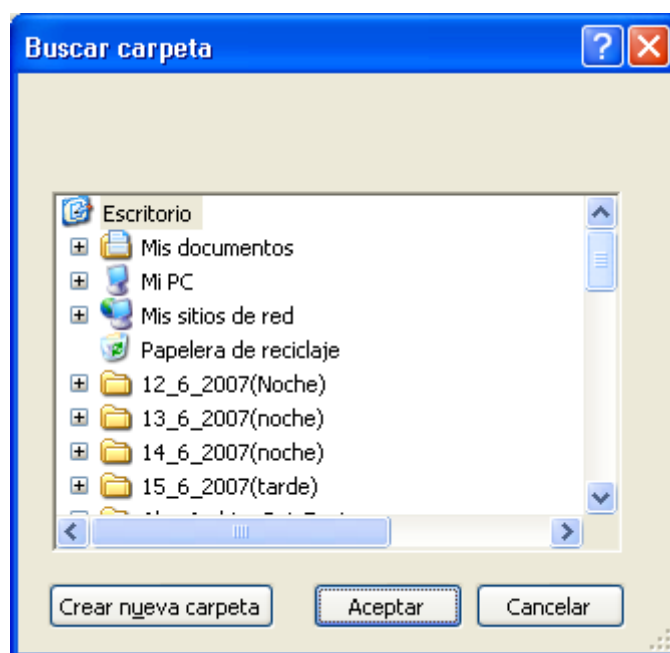 Buscar carpeta
Escritorio
Mis documentos
Mi PC
Mis sitios de red
Papelera de reciclaje
12_6_2007(Noche)
13_6_2007(noche)
14_6_2007(noche)
15_6_2007(tarde)
Crear nueva carpeta Aceptar Cancelar